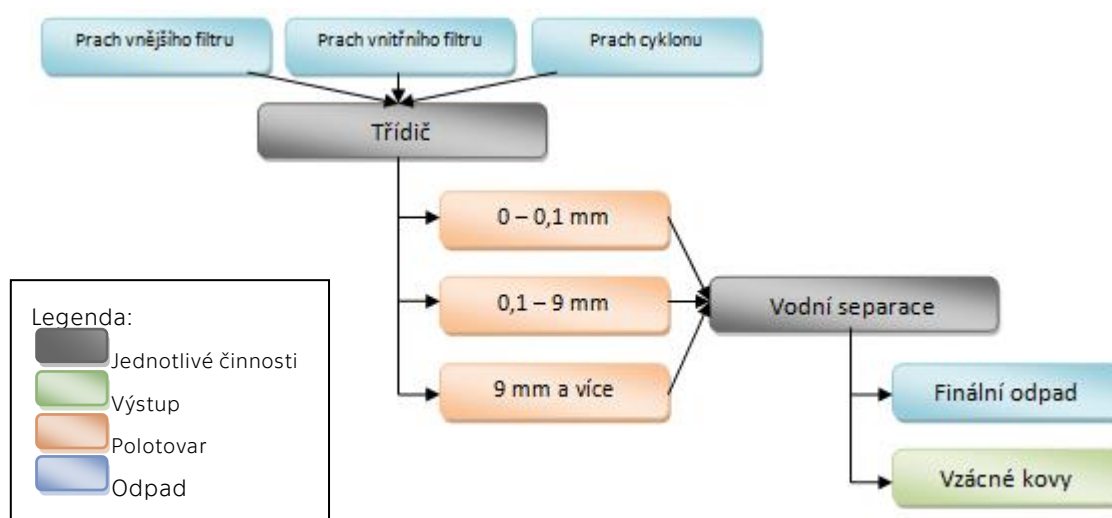 Prach vnějšího filtru
Prach vnitřního filtru
Prach cyklonu
Třídič
0 – 0,1 mm
0,1 – 9 mm
9 mm a více
Vodní separace
Finální odpad
Vzácné kovy
Legenda:
Jednotlivé činnosti
Výstup
Polotovar
Odpad